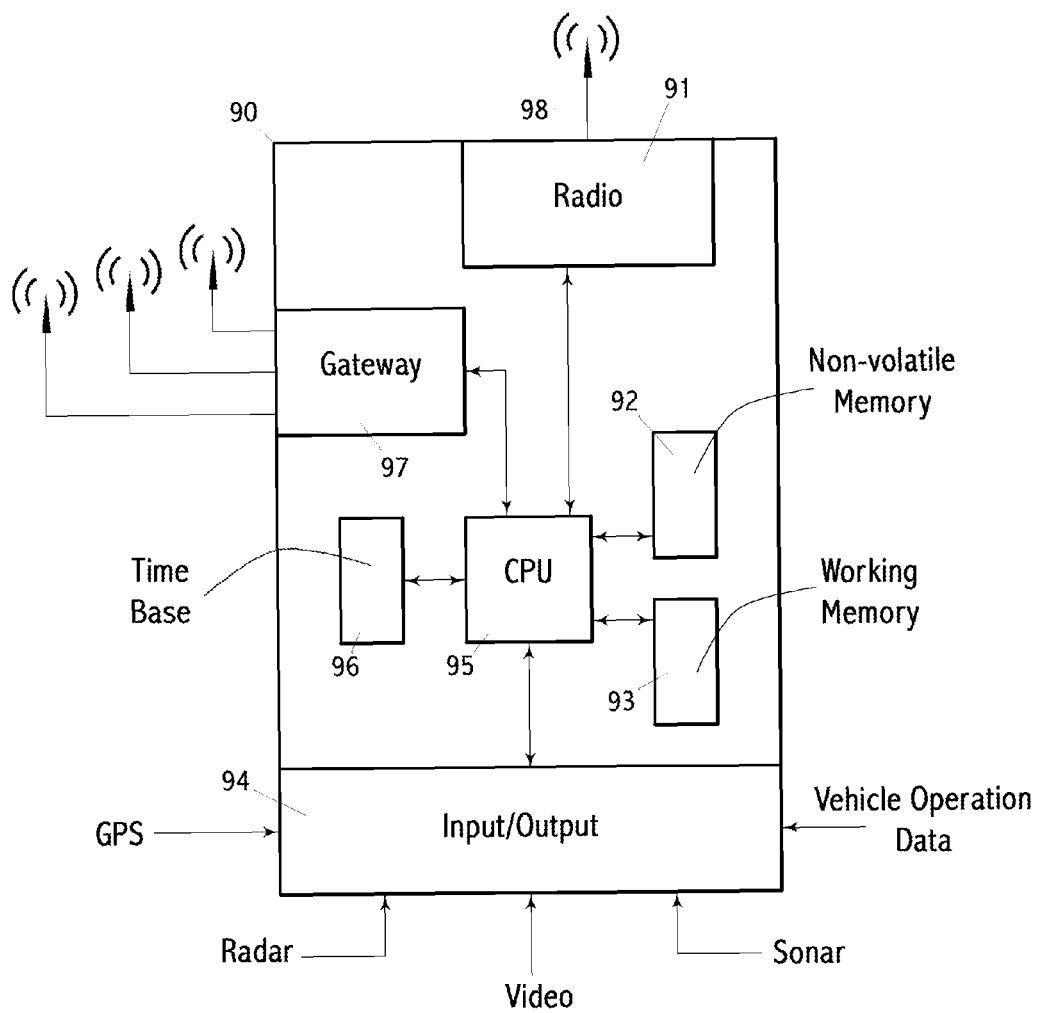 91
90
98
Radio
Gateway
Non-volatile
Memory
92
97
Time
Base
CPU
Working
Memory
96
95
93
94
Input/Output
GPS
Vehicle Operation
Data
Radar
Sonar
Video